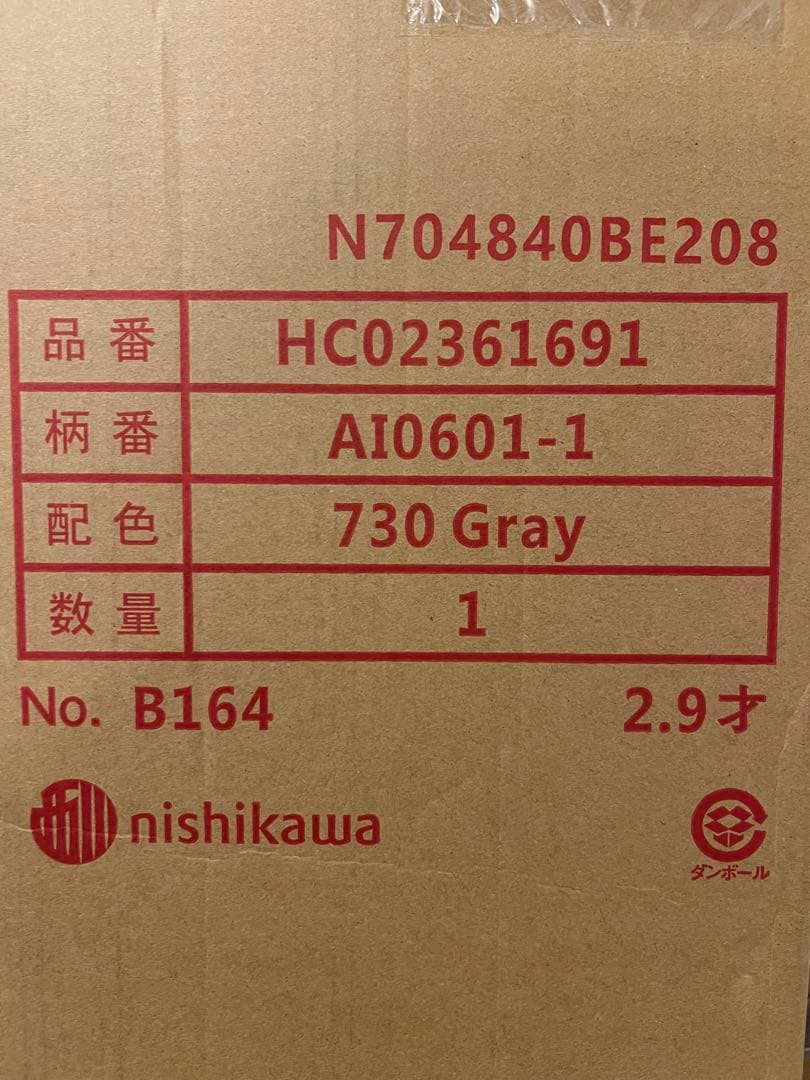 N704840BE208
品番 HC02361691
柄番 AI0601-1
配色 730 Gray
数量 1
No. B164 2.9才
nishikawa
ダンボール